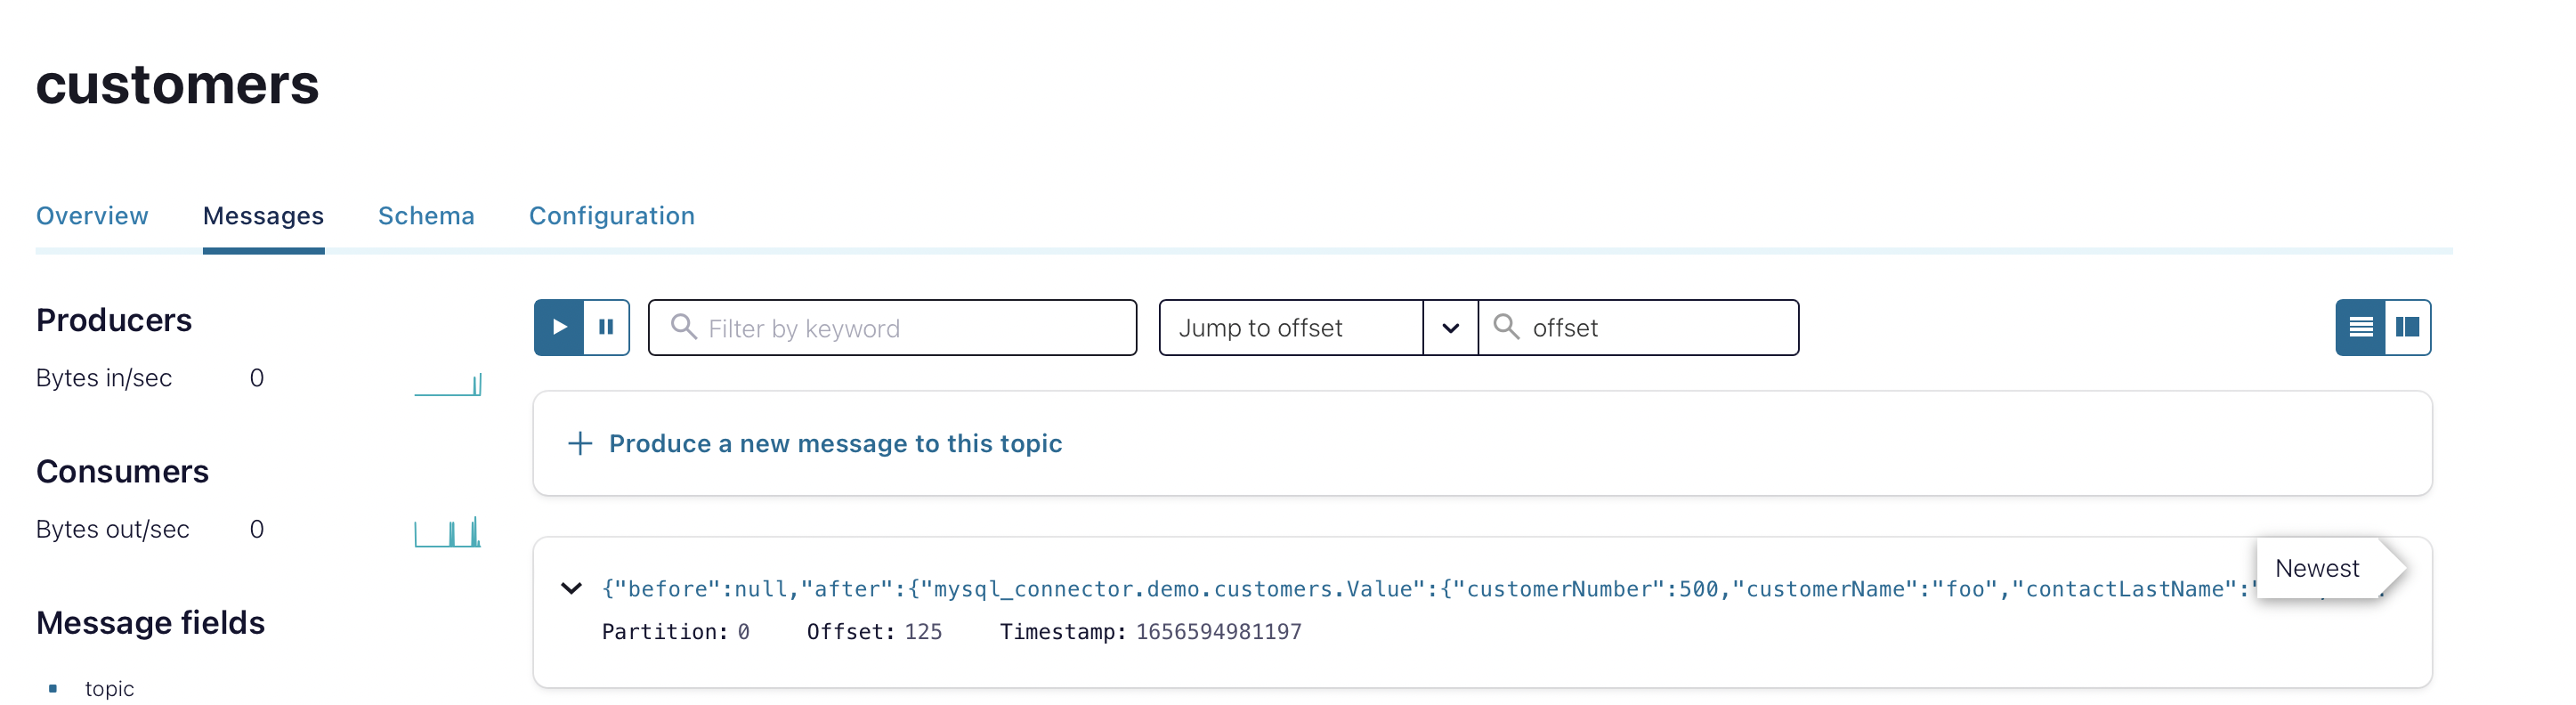 customers
Overview Messages Schema Configuration
Producers
Bytes in/sec 0
Consumers
Bytes out/sec 0
Message fields
topic
Filter by keyword
Jump to offset
offset
Produce a new message to this topic
Newest
{"before":null,"after":{"mysql_connector.demo.customers.Value":{"customerNumber":500,"customerName":"foo","contactLastName":
Partition: 0 Offset: 125 Timestamp: 1656594981197